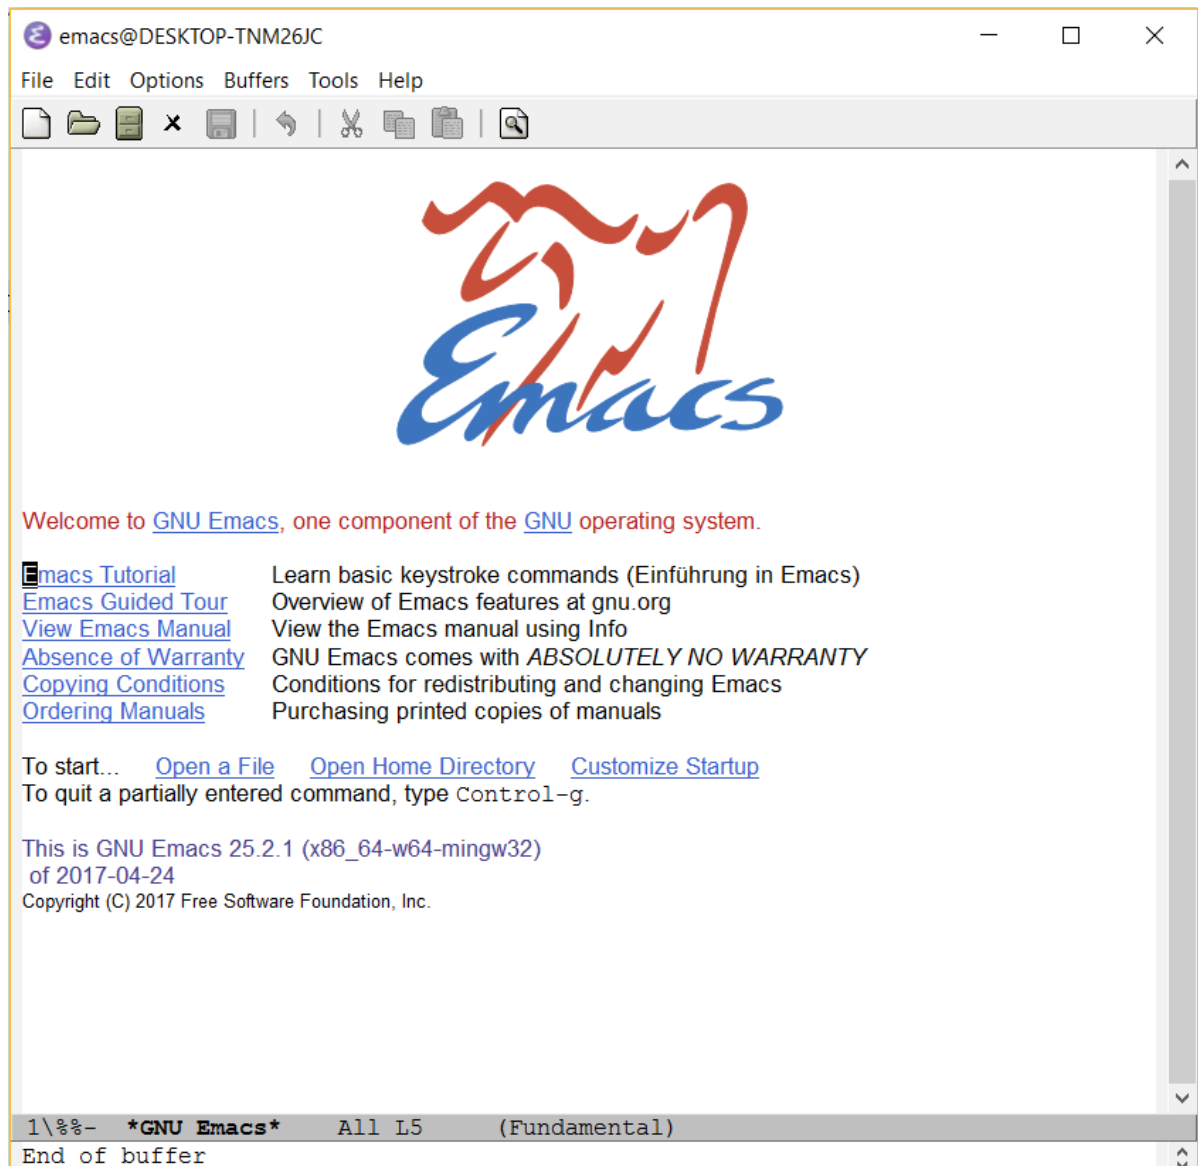 emacs@DESKTOP-TNM26JC
File Edit Options Buffers Tools Help
Emacs
Welcome to GNU Emacs, one component of the GNU operating system.
Emacs Tutorial Learn basic keystroke commands (Einführung in Emacs)
Emacs Guided Tour Overview of Emacs features at gnu.org
View Emacs Manual View the Emacs manual using Info
Absence of Warranty GNU Emacs comes with ABSOLUTELY NO WARRANTY
Copying Conditions Conditions for redistributing and changing Emacs
Ordering Manuals Purchasing printed copies of manuals
To start... Open a File Open Home Directory Customize Startup
To quit a partially entered command, type Control-g.
This is GNU Emacs 25.2.1 (x86_64-w64-mingw32)
of 2017-04-24
Copyright (C) 2017 Free Software Foundation, Inc.
1\%%- *GNU Emacs* All L5 (Fundamental)
End of buffer